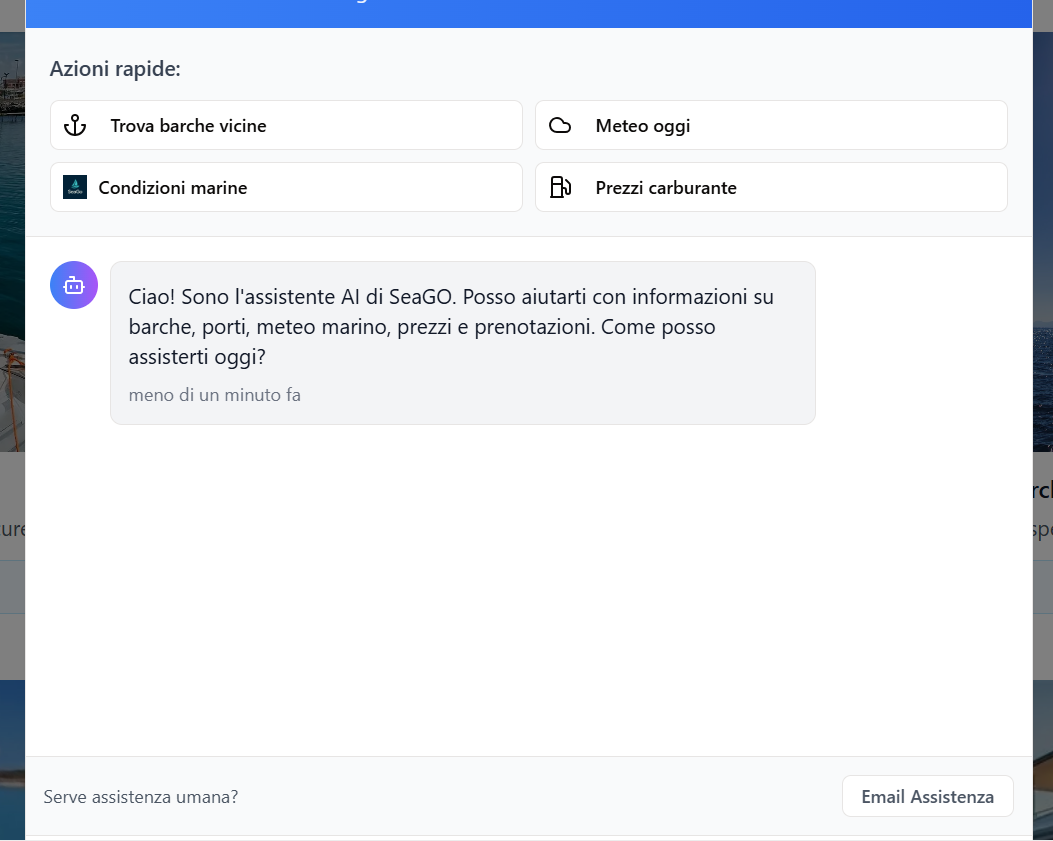 Azioni rapide:
Trova barche vicine
Meteo oggi
SeaGo
Condizioni marine
Prezzi carburante
Ciao! Sono l'assistente AI di SeaGO. Posso aiutarti con informazioni su
barche, porti, meteo marino, prezzi e prenotazioni. Come posso
assisterti oggi?
meno di un minuto fa
Serve assistenza umana?
Email Assistenza